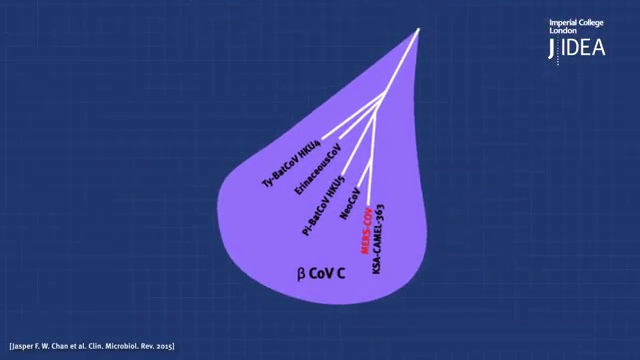 Imperial College
London
J IDEA
Ty-BatCoV HKU4
ErinaceousCoV
Pi-BatCoV HKU5
NeoCoV
MERS-COV
KSA-CAMEL-363
β CoV C
[Jasper F. W. Chan et al. Clin. Microbiol. Rev. 2015]